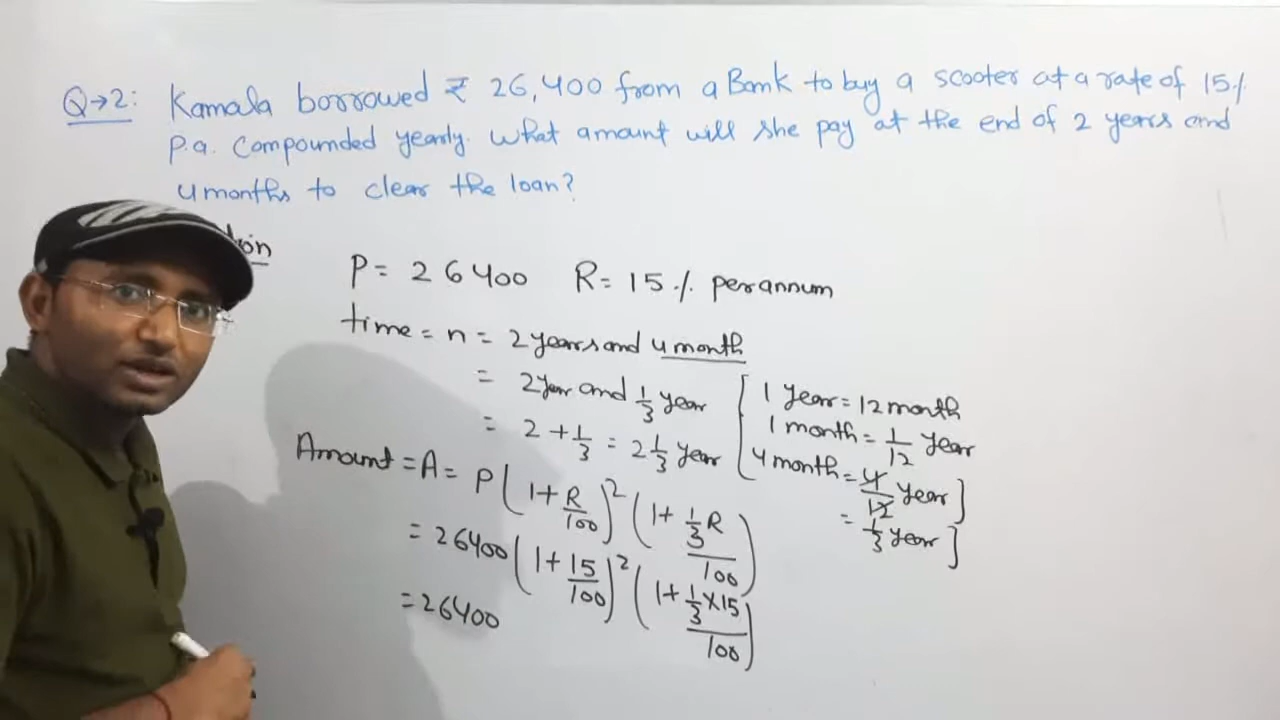 Q→2: Kamala borrowed ₹ 26,400 from a Bank to buy a scooter at a rate of 15%
P.a. Compounded yearly. What amount will she pay at the end of 2 years and
4 months to clear the loan?
P= 26400 R= 15% per annum
time = n = 2 years and 4 month
= 2 year and 1/3 year
= 2 + 1/3 = 2 1/3 year
[ 1 year = 12 month
1 month = 1/12 year
4 month = 4/12 year ]
= 1/3 year ]
Amount = A = P (1 + R/100)² (1 + 1/3 R/100)
= 26400 (1 + 15/100)² (1 + 1/3 × 15/100)
= 26400